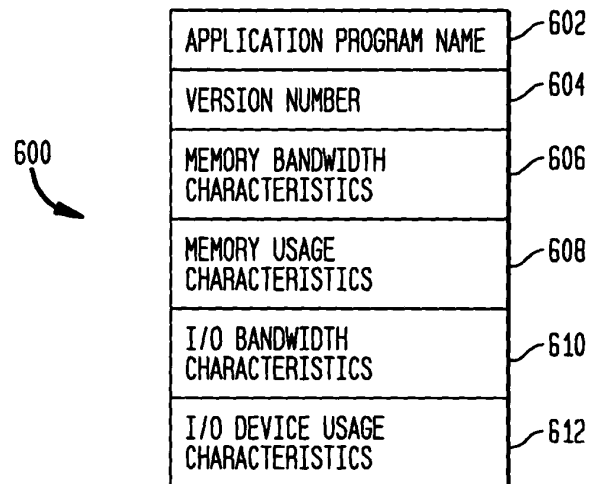 APPLICATION PROGRAM NAME
602
VERSION NUMBER
604
600
MEMORY BANDWIDTH
CHARACTERISTICS
606
MEMORY USAGE
CHARACTERISTICS
608
I/O BANDWIDTH
CHARACTERISTICS
610
I/O DEVICE USAGE
CHARACTERISTICS
612